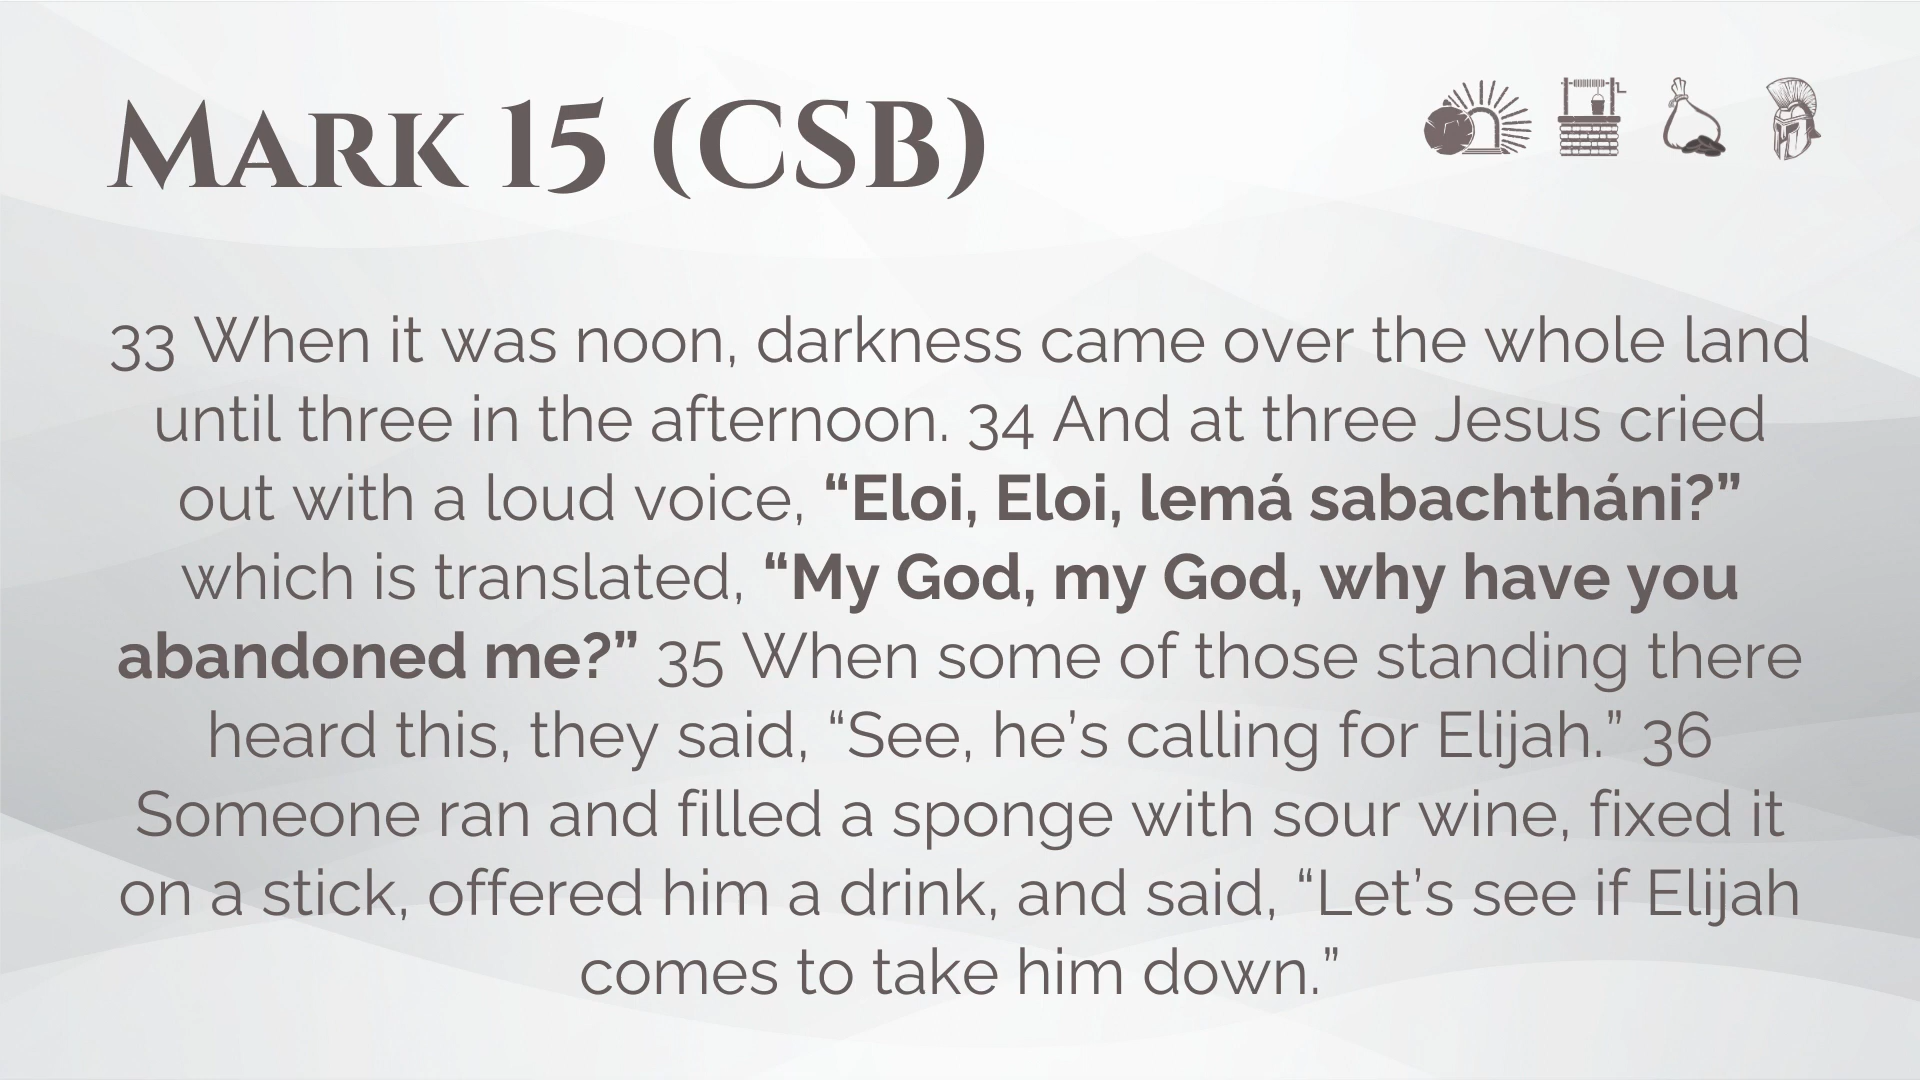 Mark 15 (CSB)
33 When it was noon, darkness came over the whole land
until three in the afternoon. 34 And at three Jesus cried
out with a loud voice, “Eloi, Eloi, lemá sabachtháni?”
which is translated, “My God, my God, why have you
abandoned me?” 35 When some of those standing there
heard this, they said, “See, he’s calling for Elijah.” 36
Someone ran and filled a sponge with sour wine, fixed it
on a stick, offered him a drink, and said, “Let’s see if Elijah
comes to take him down.”